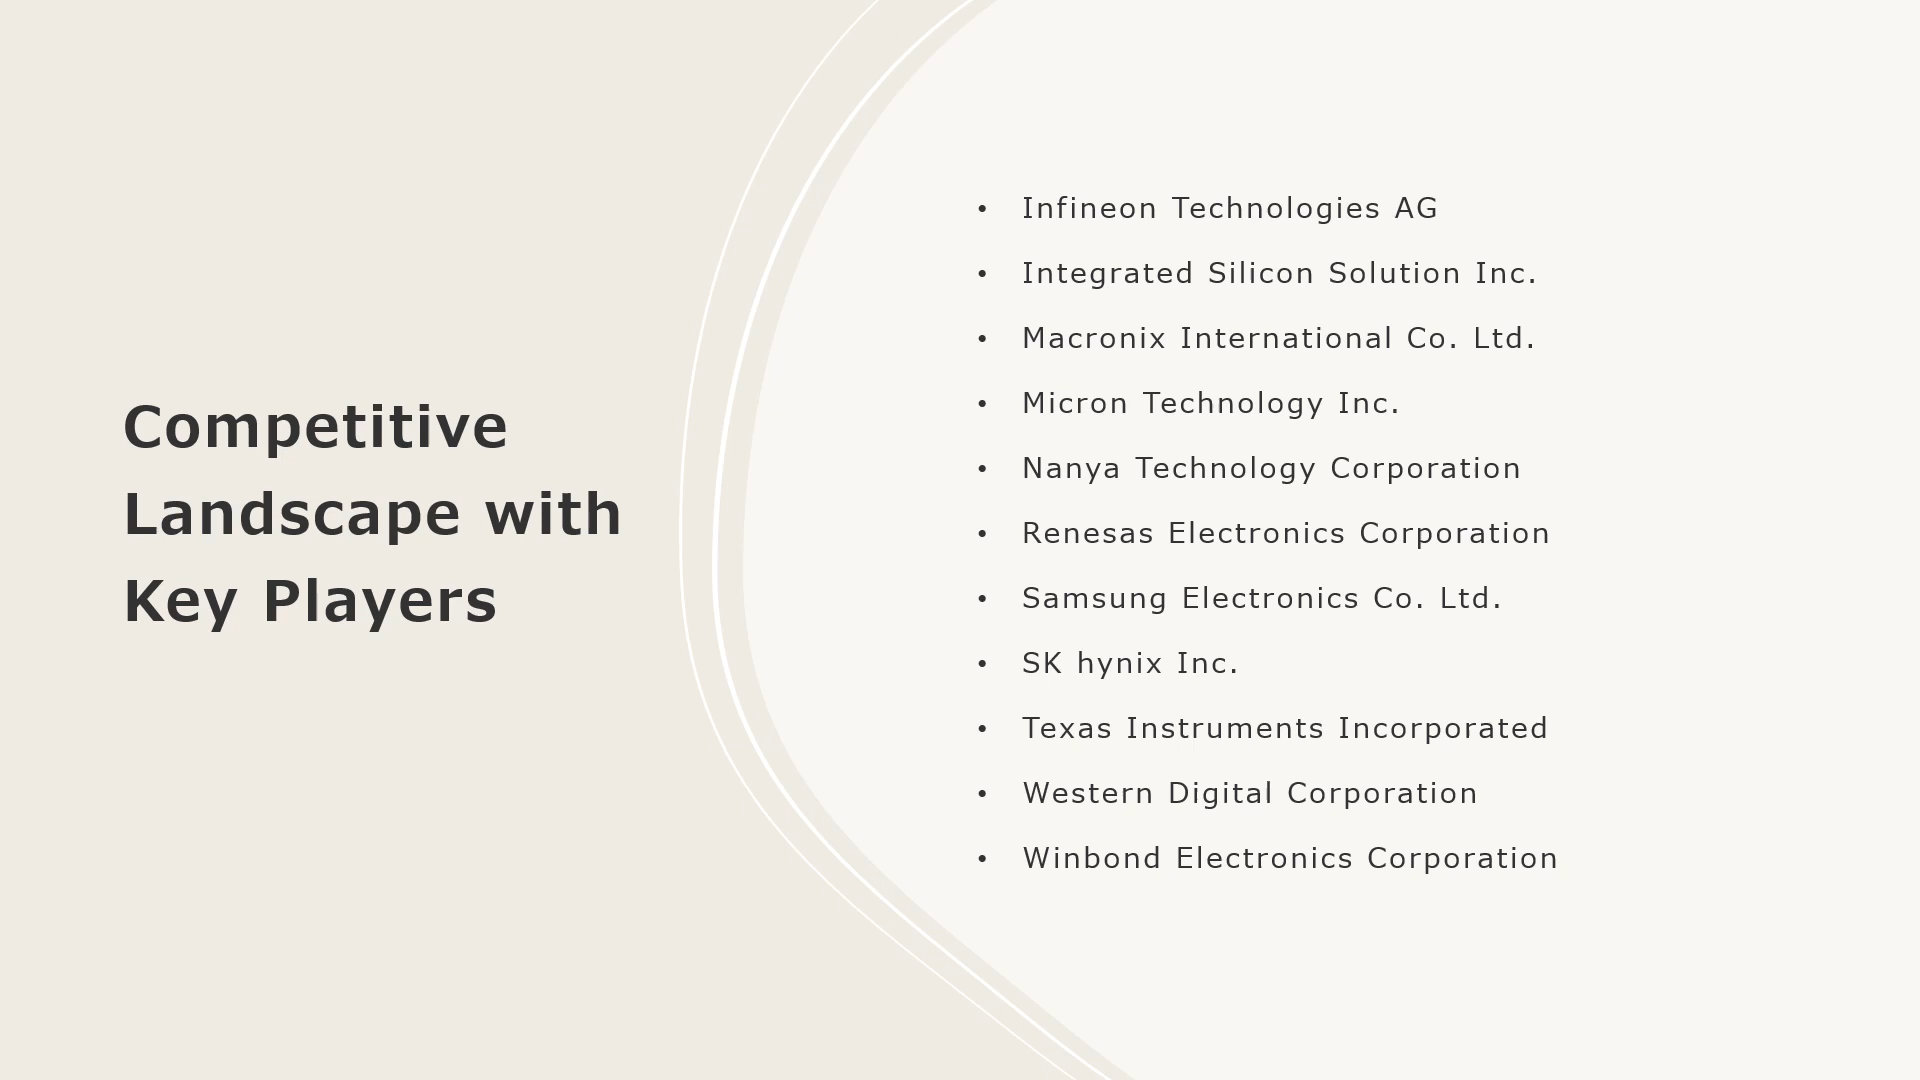 Competitive
Landscape with
Key Players
• Infineon Technologies AG
• Integrated Silicon Solution Inc.
• Macronix International Co. Ltd.
• Micron Technology Inc.
• Nanya Technology Corporation
• Renesas Electronics Corporation
• Samsung Electronics Co. Ltd.
• SK hynix Inc.
• Texas Instruments Incorporated
• Western Digital Corporation
• Winbond Electronics Corporation